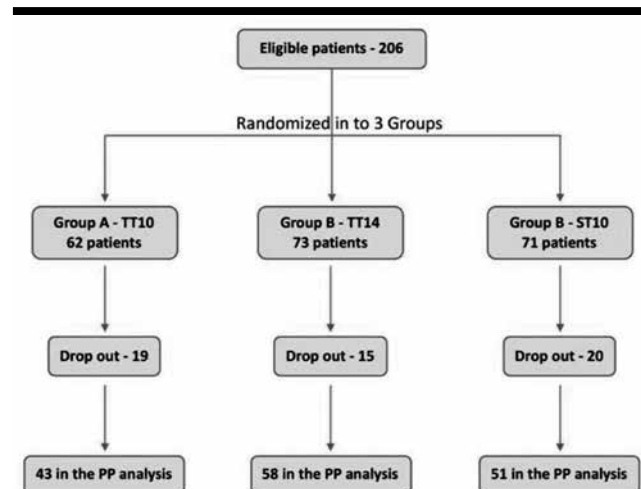 Eligible patients - 206
Randomized in to 3 Groups
Group A - TT10
62 patients
Group B - TT14
73 patients
Group B - ST10
71 patients
Drop out - 19
Drop out - 15
Drop out - 20
43 in the PP analysis
58 in the PP analysis
51 in the PP analysis